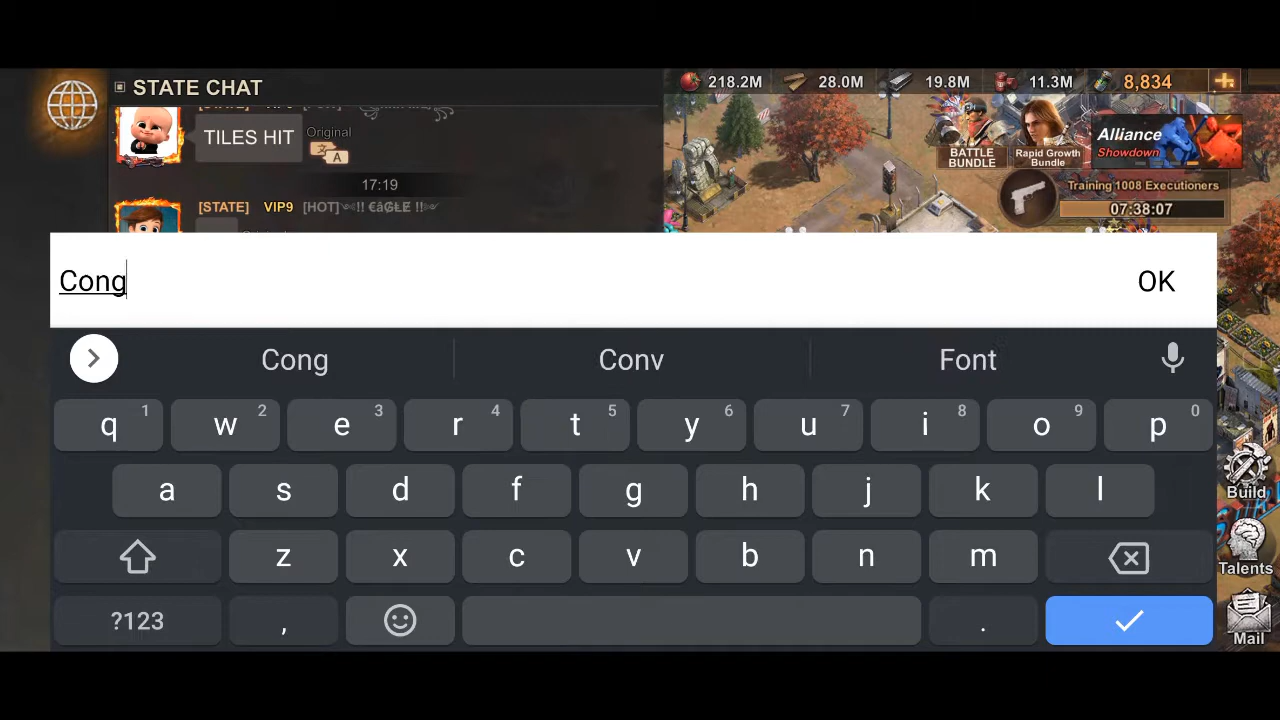 STATE CHAT
218.2M 28.0M 19.8M 11.3M 8,834
TILES HIT
Original
17:19
[STATE] VIP9 [HOT]༺!! €âGŁE !!༻
BATTLE BUNDLE
Rapid Growth Bundle
Alliance Showdown
Training 1008 Executioners
07:38:07
Cong
OK
Cong Conv Font
q 1 w 2 e 3 r 4 t 5 y 6 u 7 i 8 o 9 p 0
a s d f g h j k l
z x c v b n m
?123 , .
Build
Talents
Mail